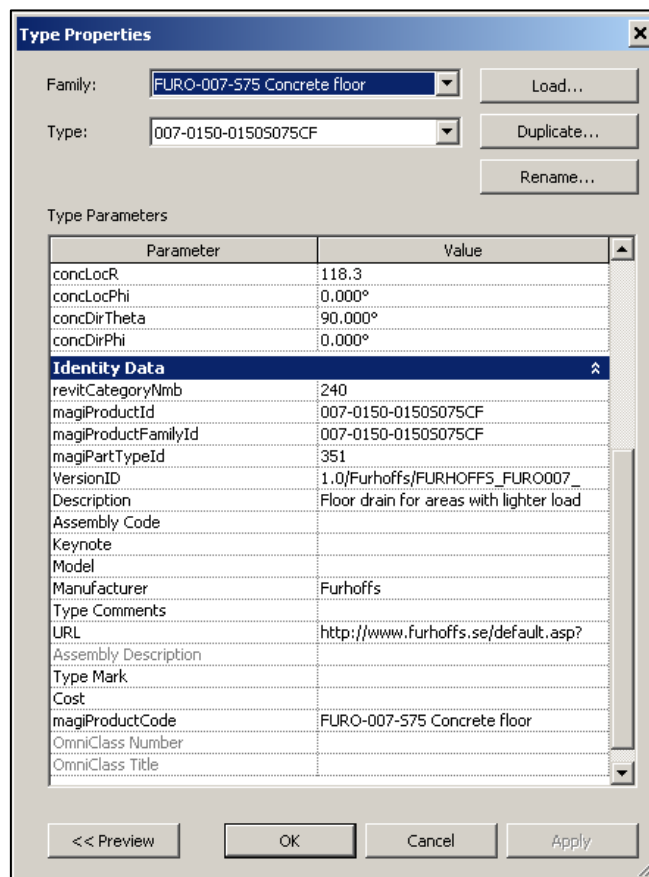 Type Properties
Family: FURO-007-S75 Concrete floor Load...
Type: 007-0150-0150S075CF Duplicate...
Rename...
Type Parameters
Parameter Value
concLocR 118.3
concLocPhi 0.000°
concDirTheta 90.000°
concDirPhi 0.000°
Identity Data
revitCategoryNmb 240
magiProductId 007-0150-0150S075CF
magiProductFamilyId 007-0150-0150S075CF
magiPartTypeId 351
VersionID 1.0/Furhoffs/FURHOFFS_FURO007_
Description Floor drain for areas with lighter load
Assembly Code
Keynote
Model
Manufacturer Furhoffs
Type Comments
URL http://www.furhoffs.se/default.asp?
Assembly Description
Type Mark
Cost
magiProductCode FURO-007-S75 Concrete floor
OmniClass Number
OmniClass Title
<< Preview OK Cancel Apply